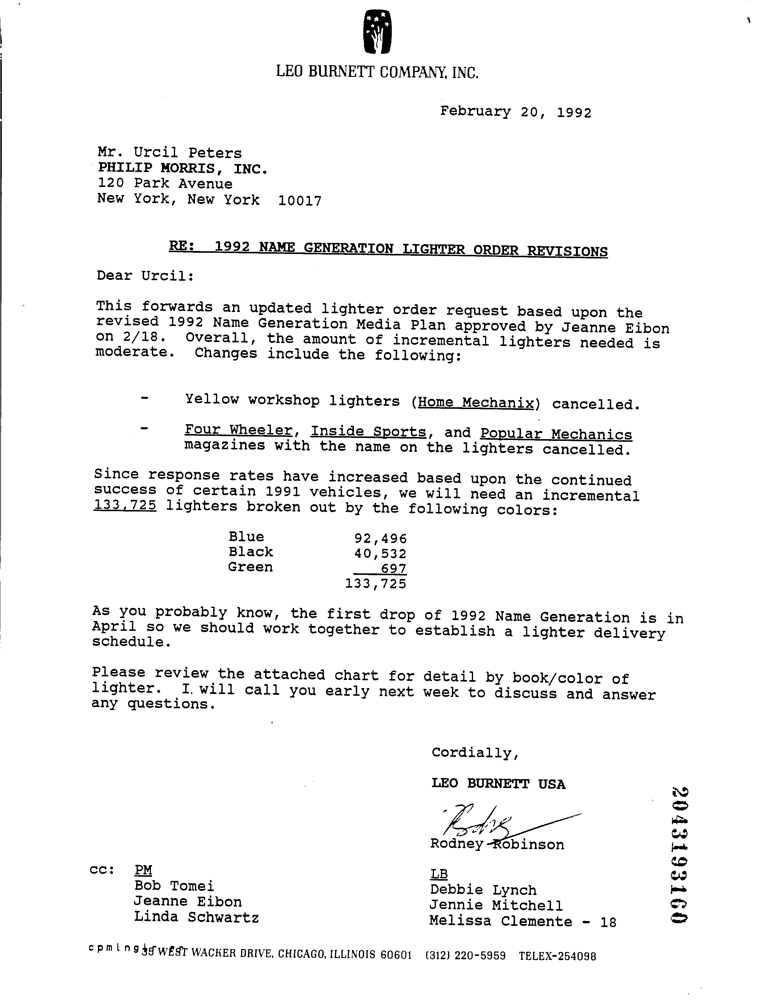 LEO BURNETT COMPANY, INC.
February 20, 1992
Mr. Urcil Peters
PHILIP MORRIS, INC.
120 Park Avenue
New York, New York 10017
RE: 1992 NAME GENERATION LIGHTER ORDER REVISIONS
Dear Urcil:
This forwards an updated lighter order request based upon the
revised 1992 Name Generation Media Plan approved by Jeanne Eibon
on 2/18. Overall, the amount of incremental lighters needed is
moderate. Changes include the following:
- Yellow workshop lighters (Home Mechanix) cancelled.
- Four Wheeler, Inside Sports, and Popular Mechanics
magazines with the name on the lighters cancelled.
Since response rates have increased based upon the continued
success of certain 1991 vehicles, we will need an incremental
133,725 lighters broken out by the following colors:
Blue 92,496
Black 40,532
Green 697
133,725
As you probably know, the first drop of 1992 Name Generation is in
April so we should work together to establish a lighter delivery
schedule.
Please review the attached chart for detail by book/color of
lighter. I will call you early next week to discuss and answer
any questions.
Cordially,
LEO BURNETT USA
Rodney Robinson
cc: PM
Bob Tomei
Jeanne Eibon
Linda Schwartz
LB
Debbie Lynch
Jennie Mitchell
Melissa Clemente - 18
35 WEST WACKER DRIVE, CHICAGO, ILLINOIS 60601 (312) 220-5959 TELEX-254098
2043193160